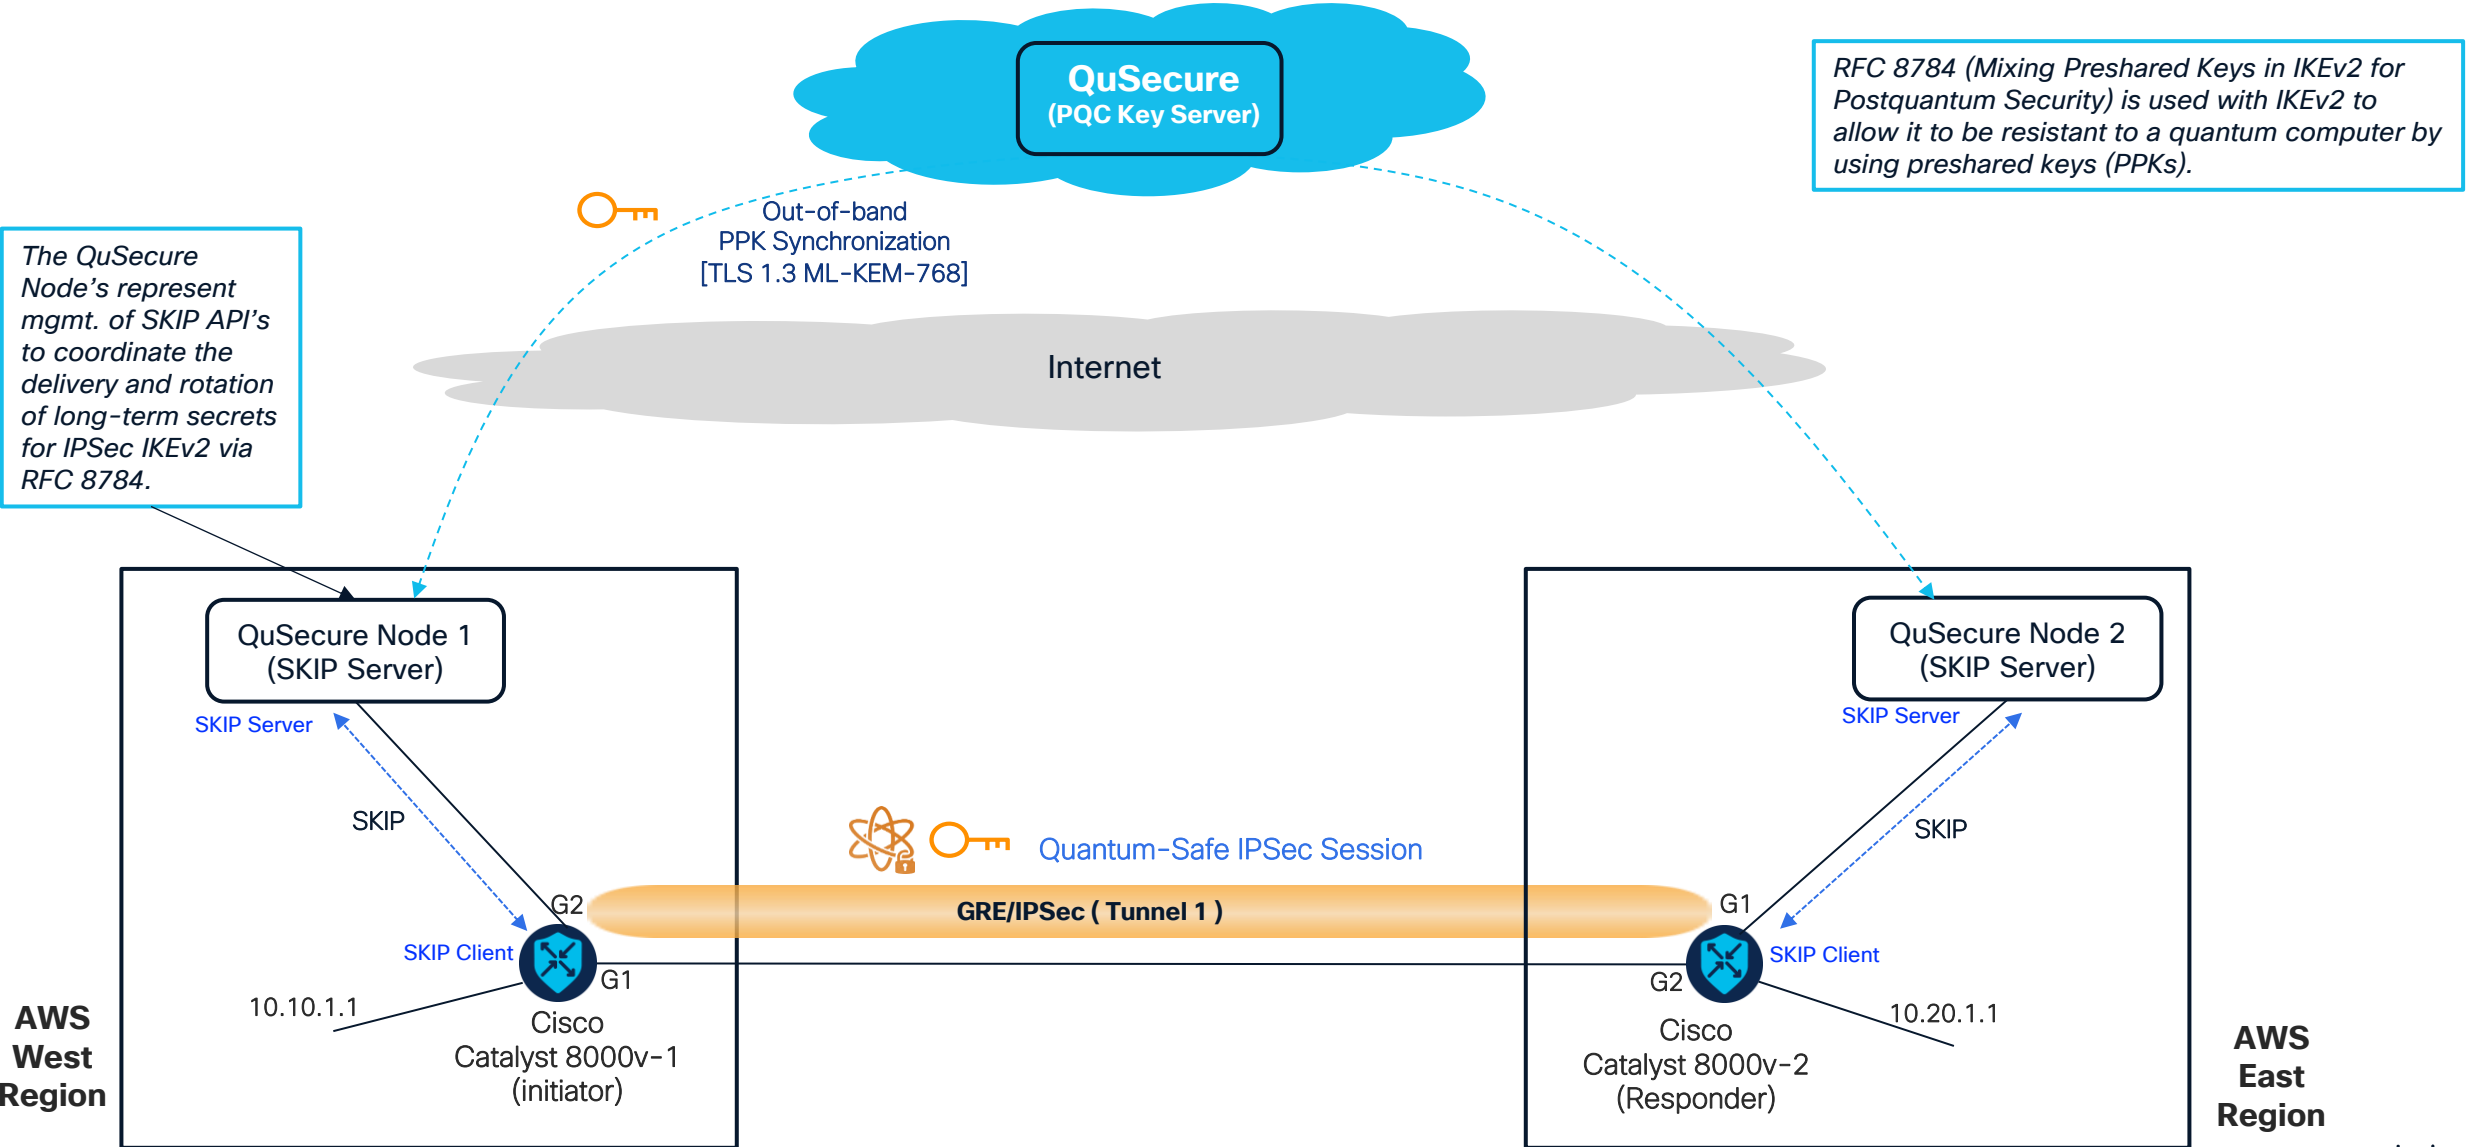 QuSecure
(PQC Key Server)
RFC 8784 (Mixing Preshared Keys in IKEv2 for
Postquantum Security) is used with IKEv2 to
allow it to be resistant to a quantum computer by
using preshared keys (PPKs).
Out-of-band
PPK Synchronization
[TLS 1.3 ML-KEM-768]
The QuSecure
Node's represent
mgmt. of SKIP API's
to coordinate the
delivery and rotation
of long-term secrets
for IPSec IKEv2 via
RFC 8784.
Internet
QuSecure Node 1
(SKIP Server)
SKIP Server
SKIP
G2
SKIP Client
G1
10.10.1.1
Cisco
Catalyst 8000v-1
(initiator)
AWS
West
Region
Quantum-Safe IPSec Session
GRE/IPSec ( Tunnel 1 )
QuSecure Node 2
(SKIP Server)
SKIP Server
SKIP
G1
SKIP Client
G2
10.20.1.1
Cisco
Catalyst 8000v-2
(Responder)
AWS
East
Region